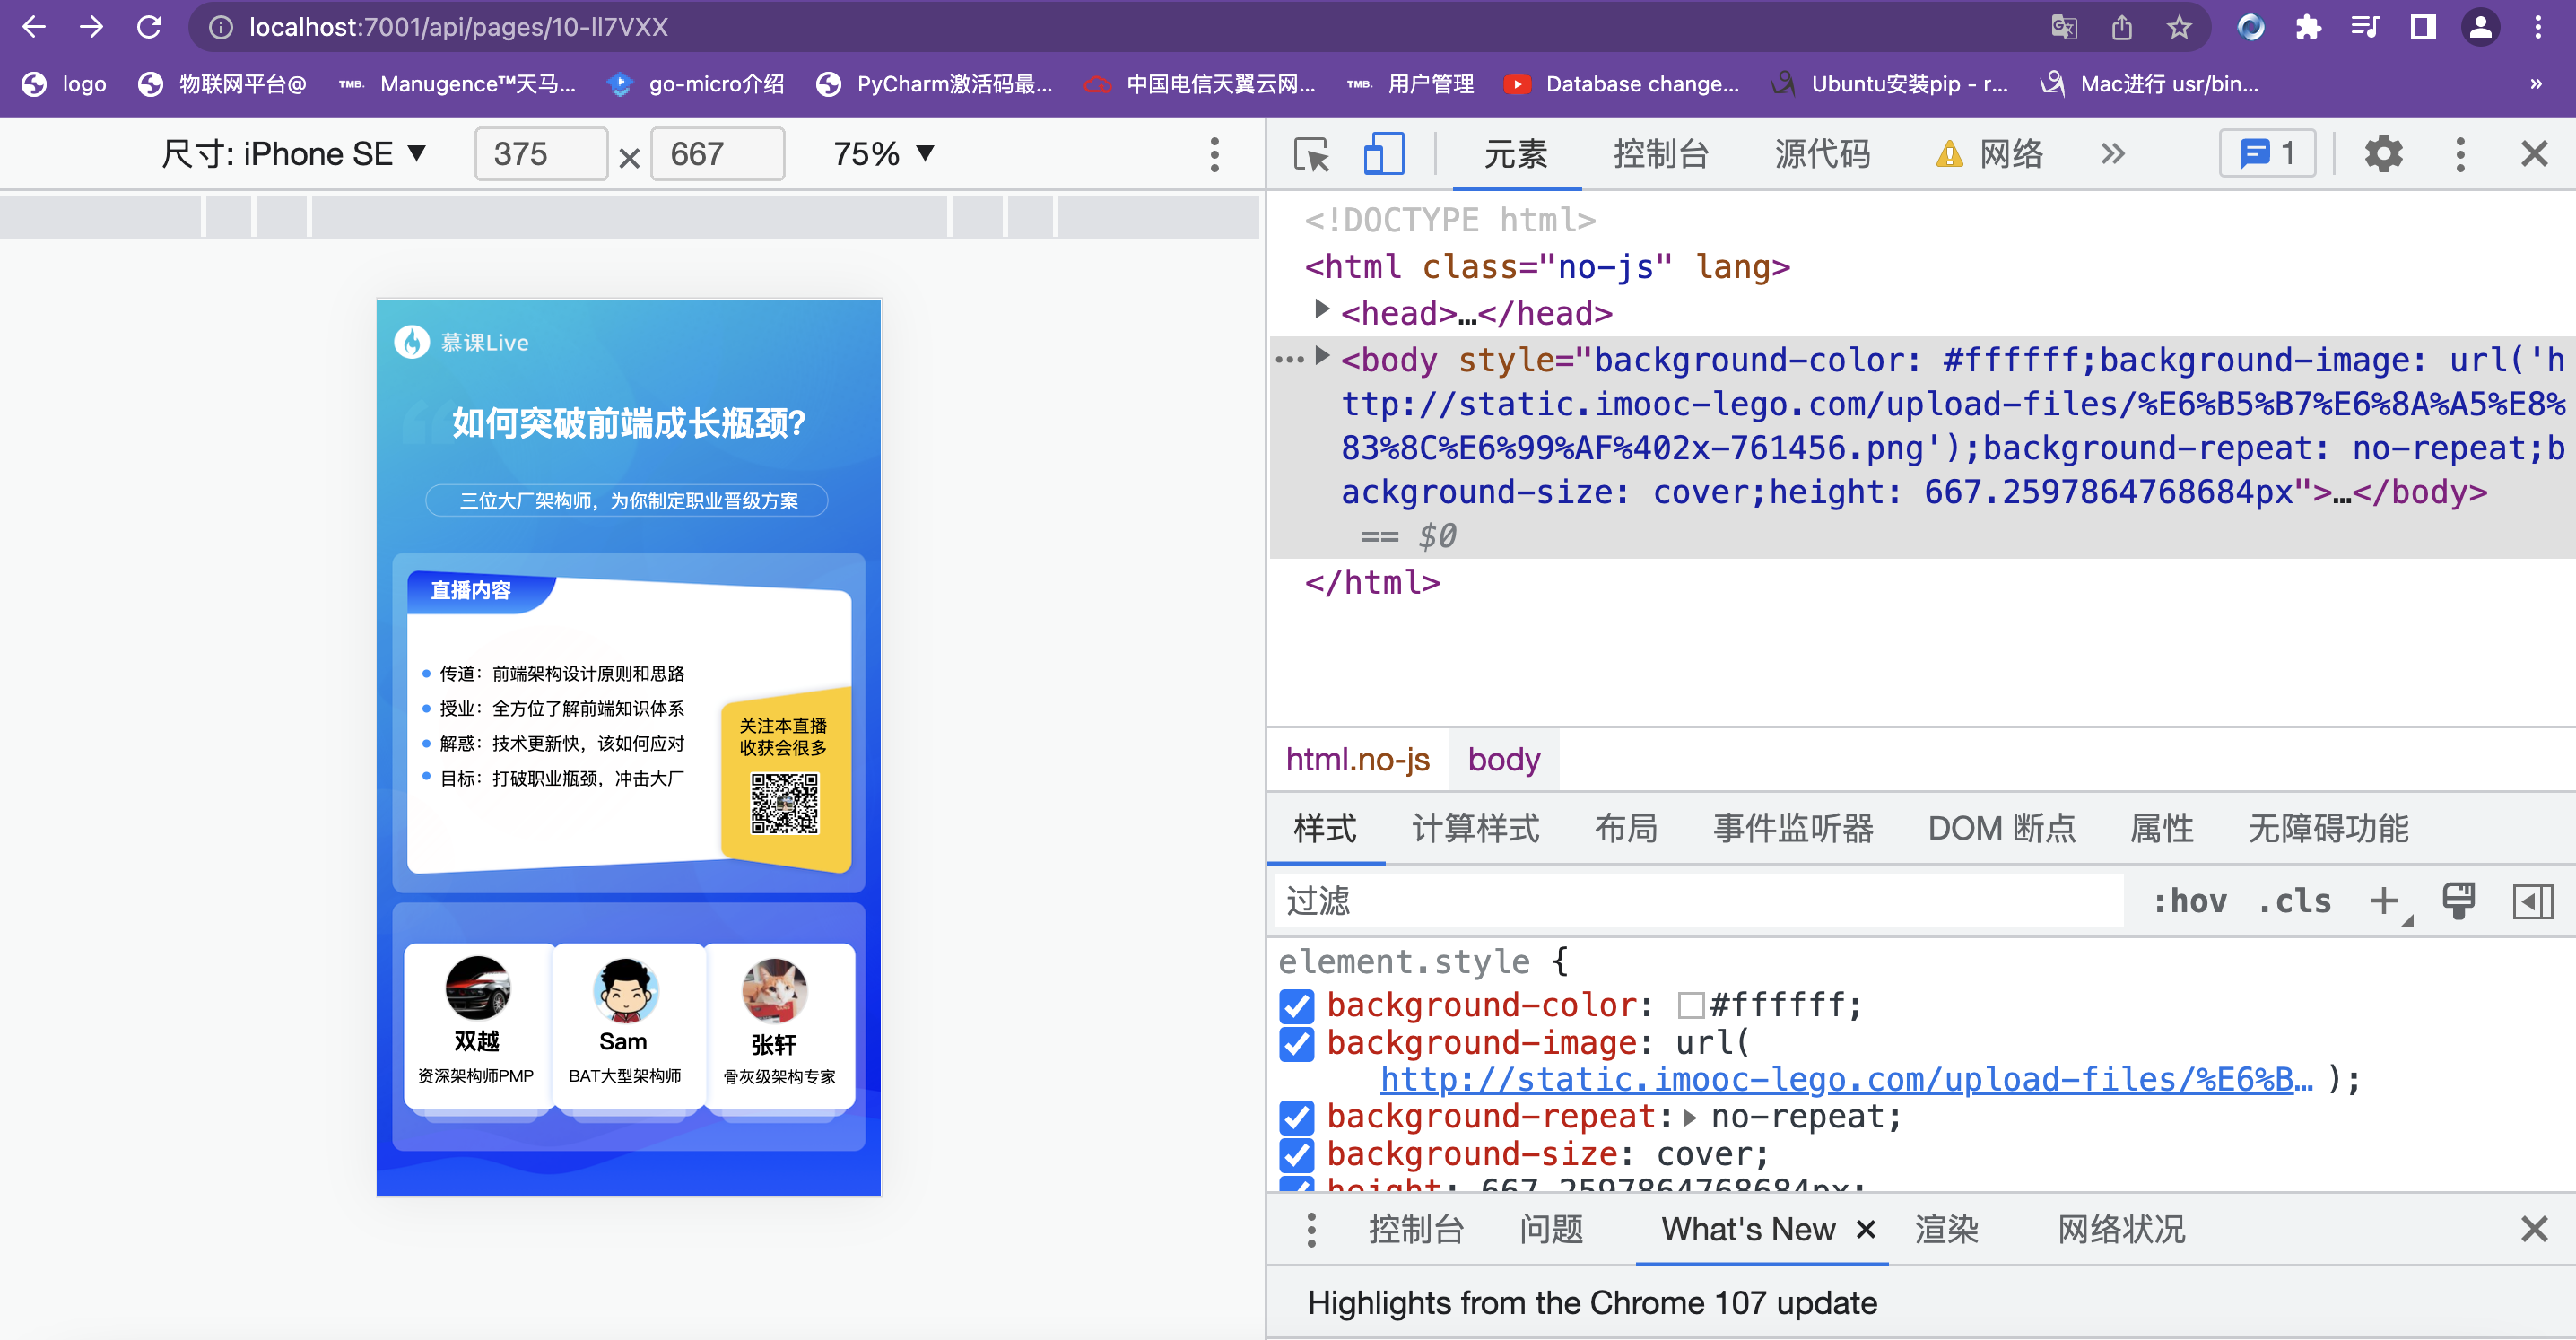 localhost:7001/api/pages/10-ll7VXX
logo
物联网平台@
TMB. Manugence™天马...
go-micro介绍
PyCharm激活码最...
中国电信天翼云网...
TMB. 用户管理
Database change...
Ubuntu安装pip - r...
Mac进行 usr/bin...
»
尺寸: iPhone SE ▼ 375 × 667 75% ▼
元素 控制台 源代码 网络 » 1
慕课Live
如何突破前端成长瓶颈?
三位大厂架构师，为你制定职业晋级方案
直播内容
传道：前端架构设计原则和思路
授业：全方位了解前端知识体系
解惑：技术更新快，该如何应对
目标：打破职业瓶颈，冲击大厂
关注本直播
收获会很多
双越
资深架构师PMP
Sam
BAT大型架构师
张轩
骨灰级架构专家
<!DOCTYPE html>
<html class="no-js" lang>
<head>…</head>
<body style="background-color: #ffffff;background-image: url('h
ttp://static.imooc-lego.com/upload-files/%E6%B5%B7%E6%8A%A5%E8%
83%8C%E6%99%AF%402x-761456.png');background-repeat: no-repeat;b
ackground-size: cover;height: 667.2597864768684px">…</body>
== $0
</html>
html.no-js body
样式 计算样式 布局 事件监听器 DOM 断点 属性 无障碍功能
过滤 :hov .cls +
element.style {
background-color: #ffffff;
background-image: url(
http://static.imooc-lego.com/upload-files/%E6%B… );
background-repeat: no-repeat;
background-size: cover;
height: 667.2597864768684px;
控制台 问题 What's New × 渲染 网络状况
Highlights from the Chrome 107 update